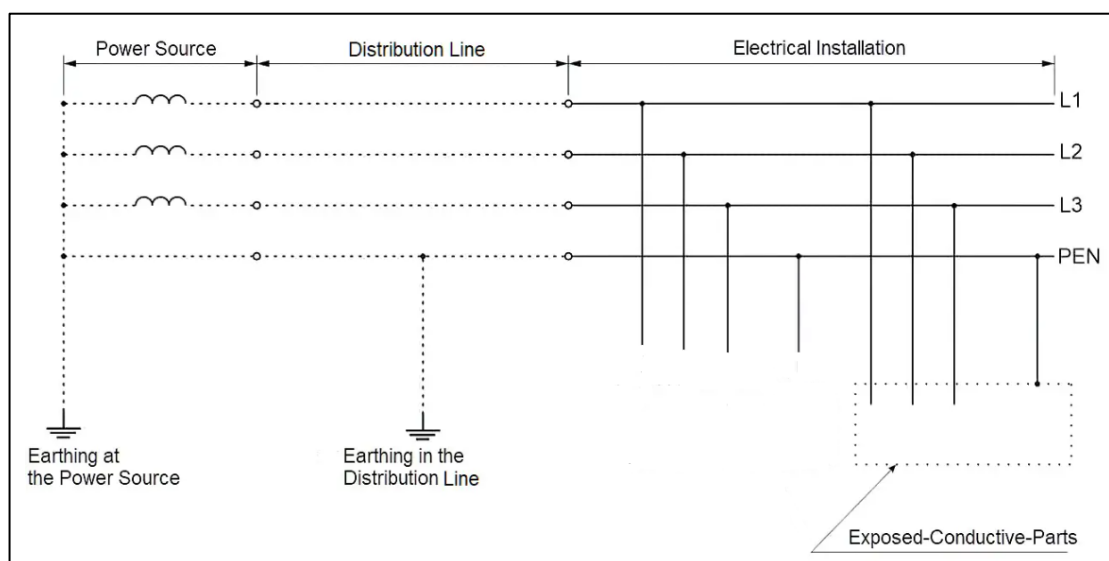 Power Source
Distribution Line
Electrical Installation
L1
L2
L3
PEN
Earthing at
the Power Source
Earthing in the
Distribution Line
Exposed-Conductive-Parts